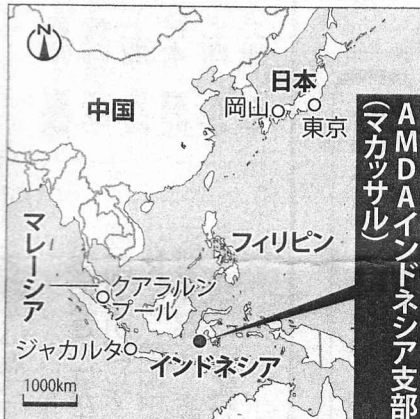 N
日本
中国
岡山
東京
AMDAインドネシア支部
(マカッサル)
マレーシア
フィリピン
クアラルン
プール
ジャカルタ
インドネシア
1000km